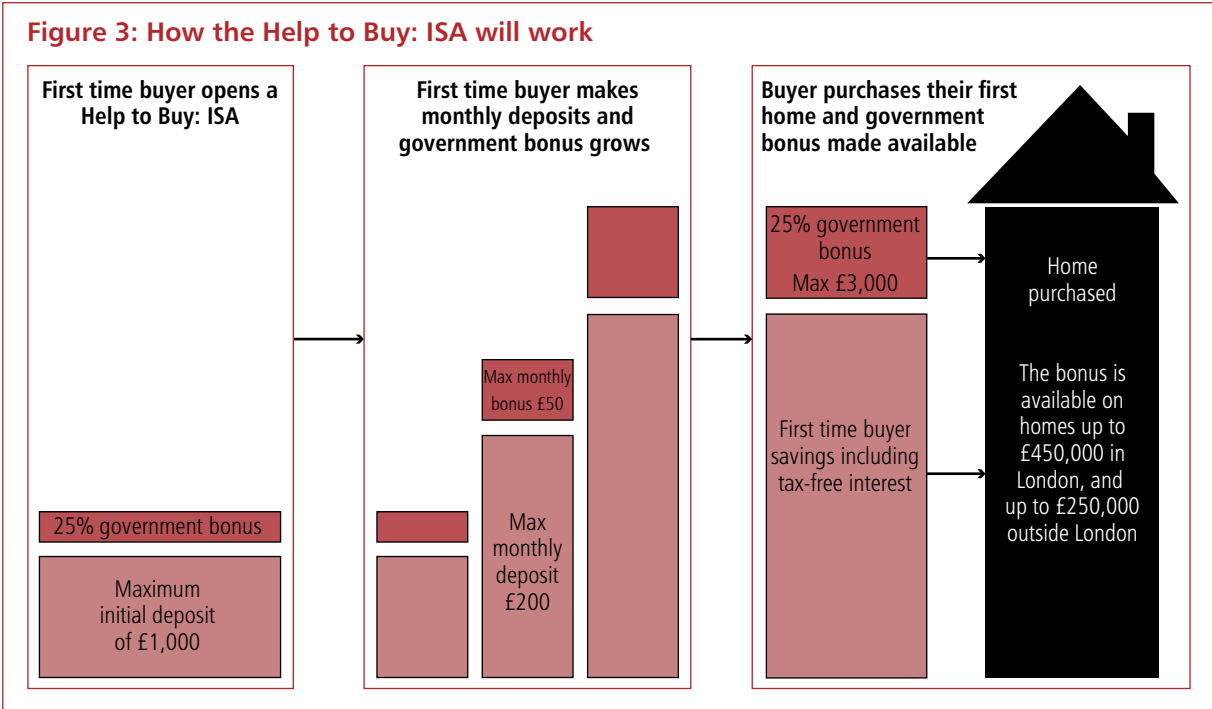 Figure 3: How the Help to Buy: ISA will work
First time buyer opens a
Help to Buy: ISA
25% government bonus
Maximum
initial deposit
of £1,000
First time buyer makes
monthly deposits and
government bonus grows
Max monthly
bonus £50
Max
monthly
deposit
£200
Buyer purchases their first
home and government
bonus made available
25% government
bonus
Max £3,000
First time buyer
savings including
tax-free interest
Home
purchased
The bonus is
available on
homes up to
£450,000 in
London, and
up to £250,000
outside London